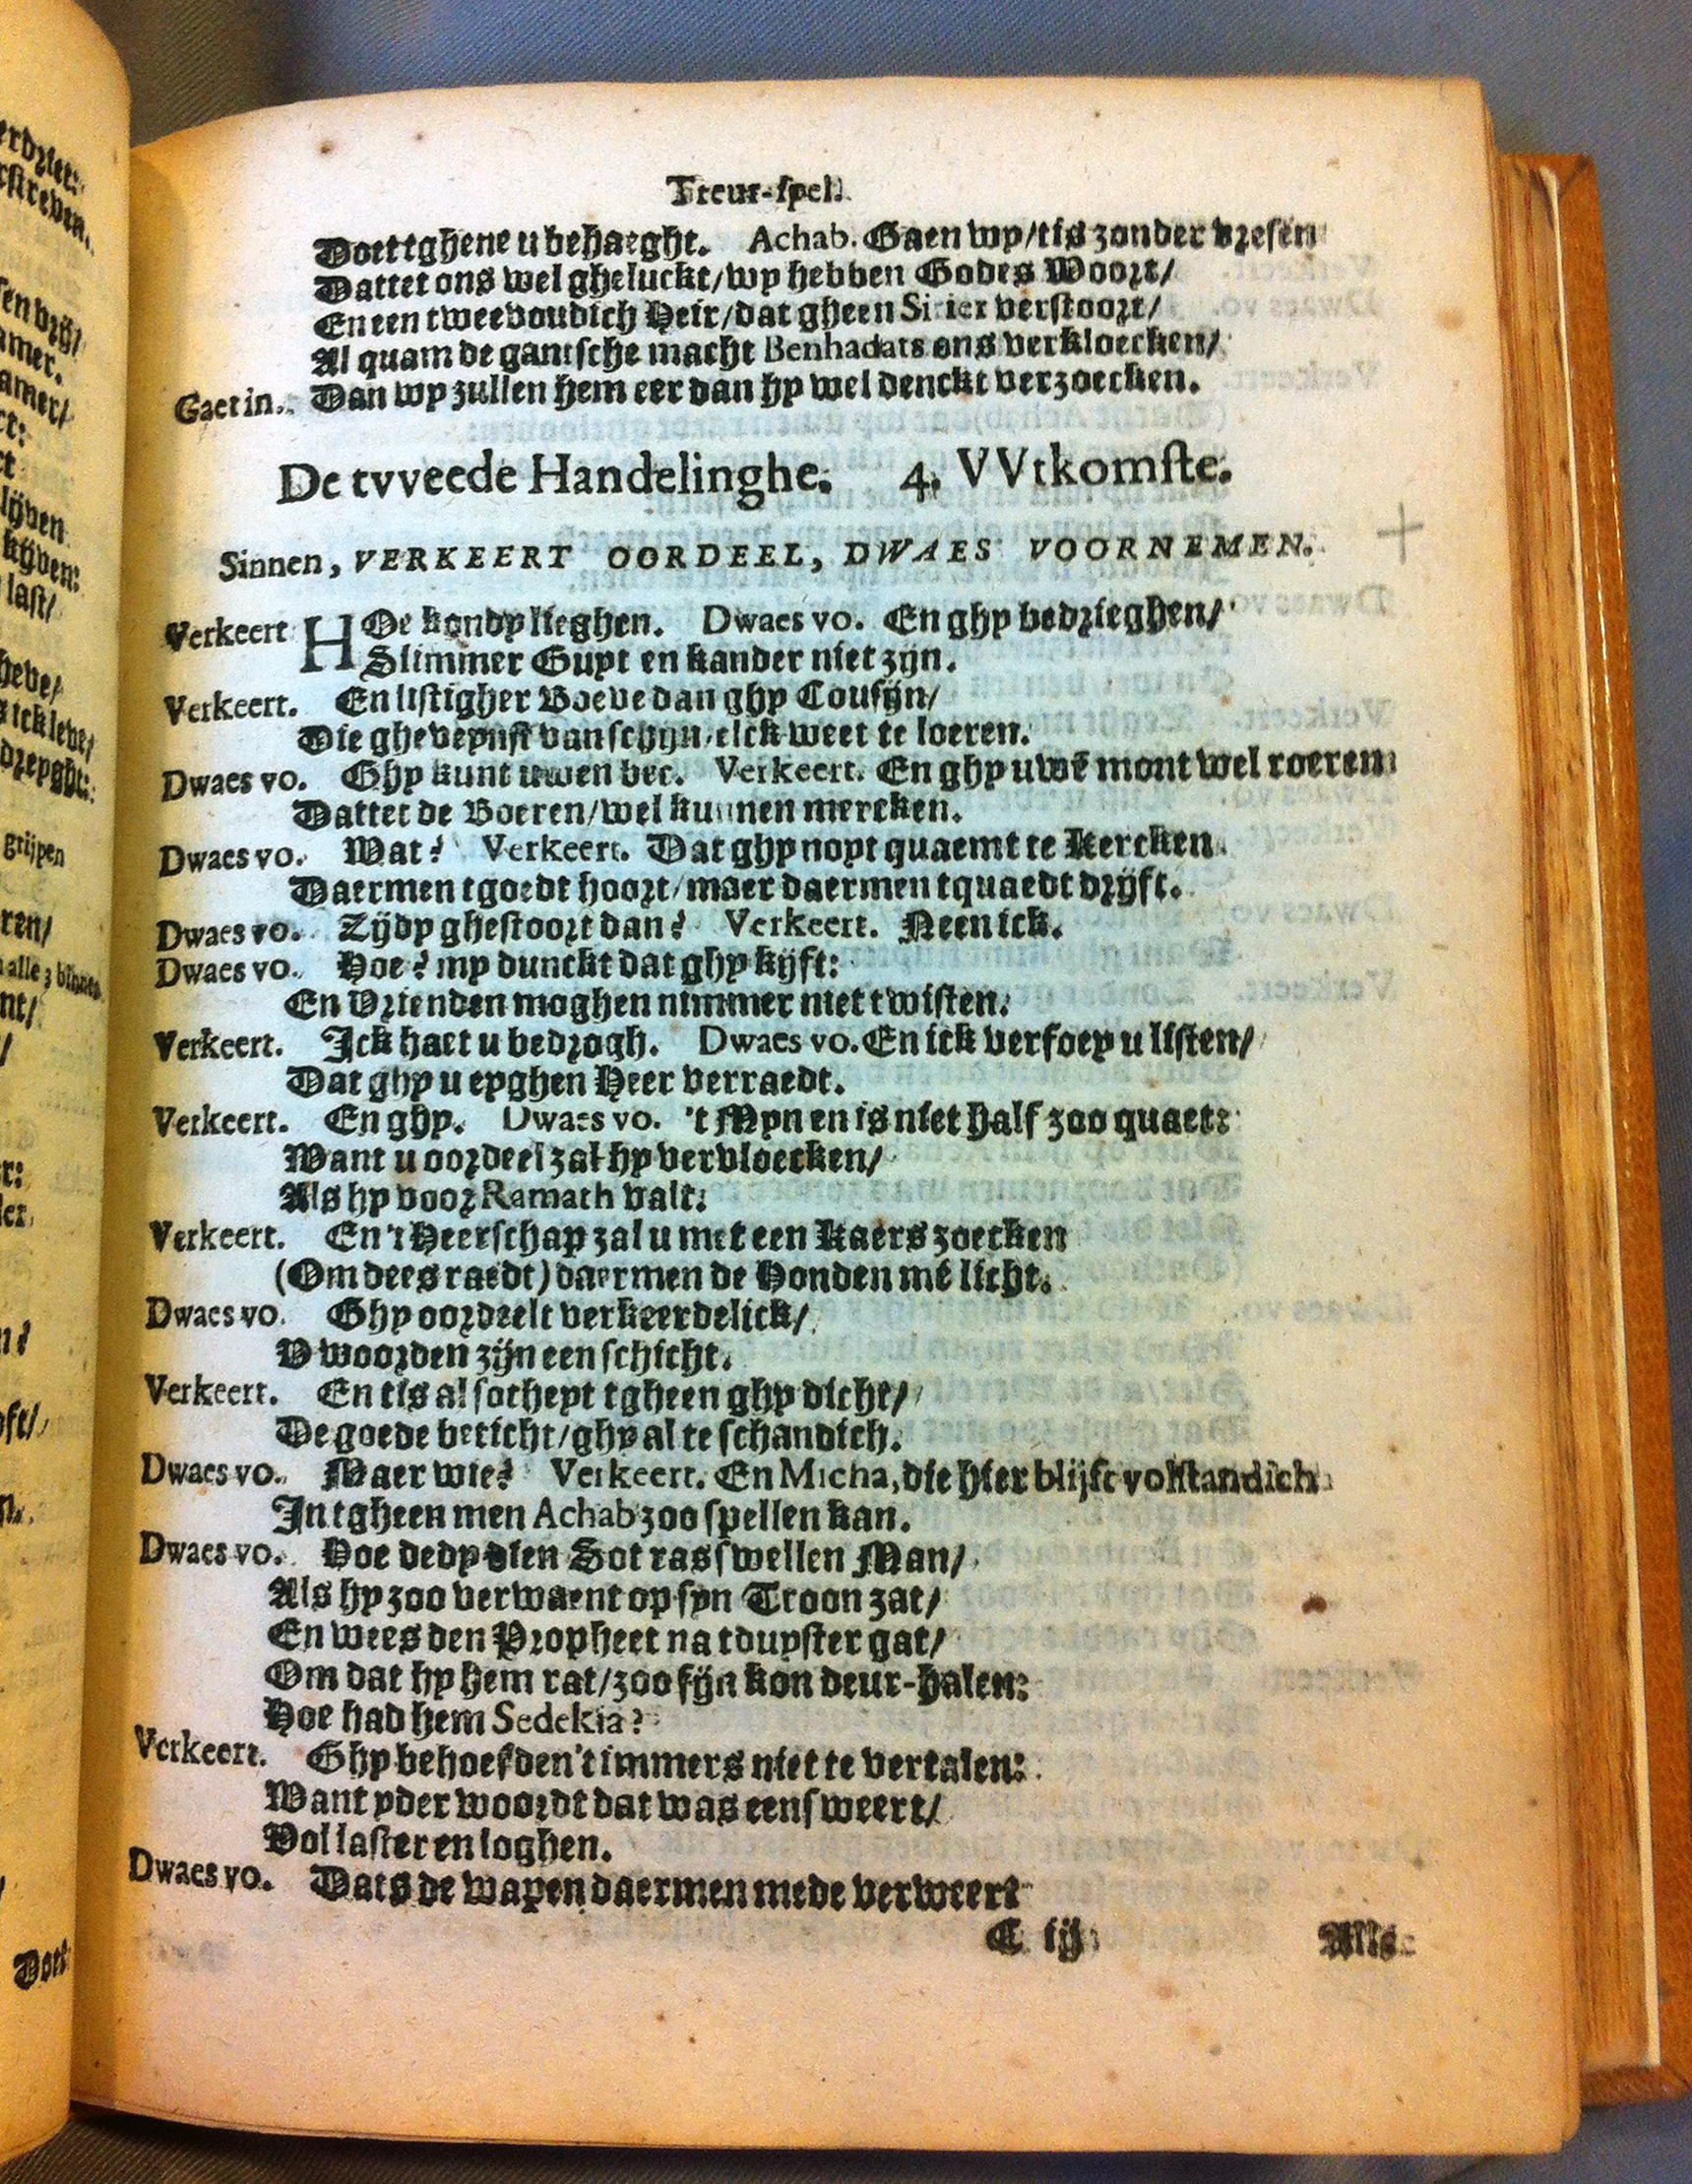 Treur-spel.
Doet tghene u behaeght. Achab. Gaen wy/tis zonder vresen
Dattet ons wel gheluckt/wy hebben Godes Woort/
En een tweevoudich Heir/dat gheen Sirier verstoort/
Al quam de gantsche macht Benhadats ons verkloecken/
Gaet in. Dan wy zullen hem eer dan hy wel denckt verzoecken.
De tvveede Handelinghe. 4. VVtkomste.
Sinnen, VERKEERT OORDEEL, DWAES VOORNEMEN.
Verkeert HOe kondy lieghen. Dwaes vo. En ghy bedrieghen/
Slimmer Guyt en kander niet zyn.
Verkeert. En listigher Boeve dan ghy Cousijn/
Die gheveynst van schyn/elck weet te loeren.
Dwaes vo. Ghy kunt uwen bec. Verkeert. En ghy uwē mont wel roeren
Dattet de Boeren/wel kunnen mercken.
Dwaes vo. Wat? Verkeert. Dat ghy noyt quaemt te Kercken
Daermen tgoedt hoort/maer daermen tquaedt dryft.
Dwaes vo. Zijdy ghestoort dan? Verkeert. Neen ick.
Dwaes vo. Hoe? my dunckt dat ghy kijft:
En Vrienden moghen nimmer niet twisten.
Verkeert. Ick haet u bedrogh. Dwaes vo. En ick verfoey u listen/
Dat ghy u eyghen Heer verraedt.
Verkeert. En ghy. Dwaes vo. 't Myn en is niet half zoo quaet:
Want u oordeel zal hy vervloecken/
Als hy voor Ramath valt:
Verkeert. En 't Heerschap zal u met een Kaers zoecken
(Om dees raedt) daermen de Honden mē licht.
Dwaes vo. Ghy oordeelt verkeerdelick/
V woorden zijn een schicht.
Verkeert. En tis al sotheyt tgheen ghy dicht/
De goede beticht/ghy al te schandich.
Dwaes vo. Maer wie? Verkeert. En Micha, die hier blijft volstandich
In tgheen men Achab zoo spellen kan.
Dwaes vo. Hoe dedy dien Sot ras swellen Man/
Als hy zoo verwaent op syn Troon zat/
En wees den Propheet na tduyster gat/
Om dat hy hem rat/zoo fijn kon deur-halen:
Hoe had hem Sedekia?
Verkeert. Ghy behoefden't immers niet te vertalen:
Want yder woordt dat was eens weert/
Vol laster en loghen.
Dwaes vo. Dats de wapen daermen mede verweert
C iij
Als